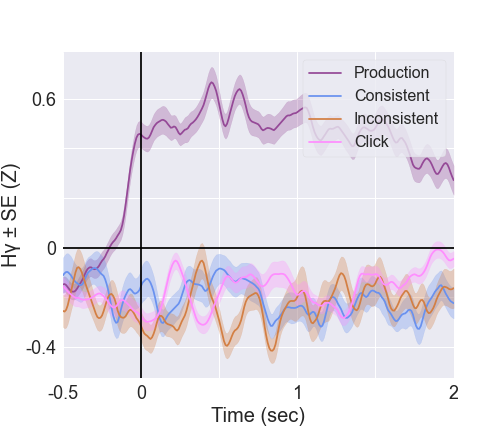 Production
Consistent
Inconsistent
Click
0.6
0
-0.4
Hγ ± SE (Z)
-0.5 0 1 2
Time (sec)